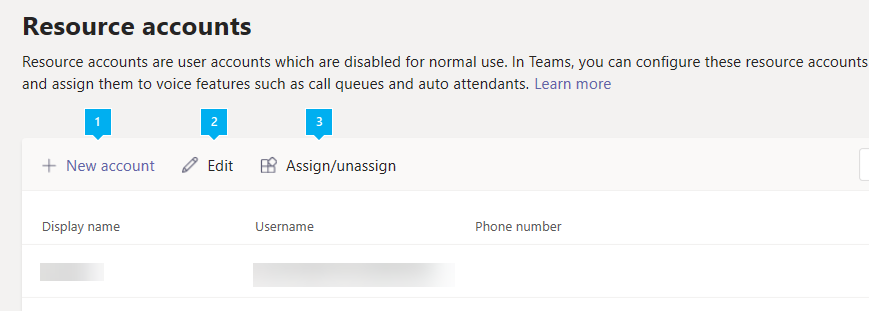 Resource accounts
Resource accounts are user accounts which are disabled for normal use. In Teams, you can configure these resource accounts
and assign them to voice features such as call queues and auto attendants. Learn more
1 2 3
New account Edit Assign/unassign
Display name Username Phone number